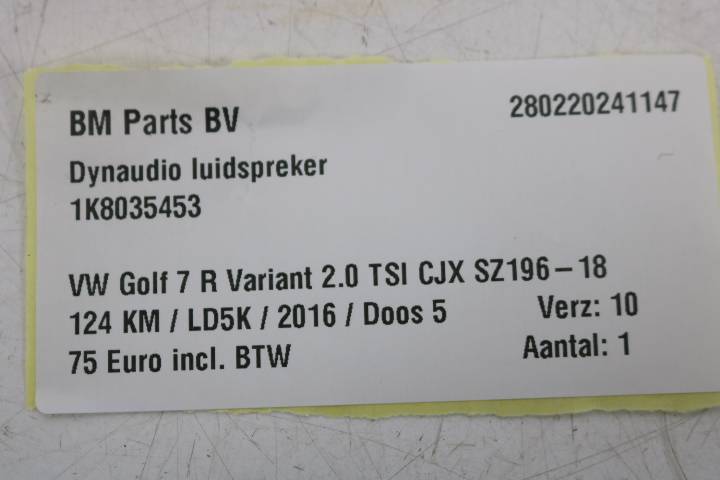 BM Parts BV 280220241147
Dynaudio luidspreker
1K8035453
VW Golf 7 R Variant 2.0 TSI CJX SZ196-18
124 KM / LD5K / 2016 / Doos 5 Verz: 10
75 Euro incl. BTW Aantal: 1